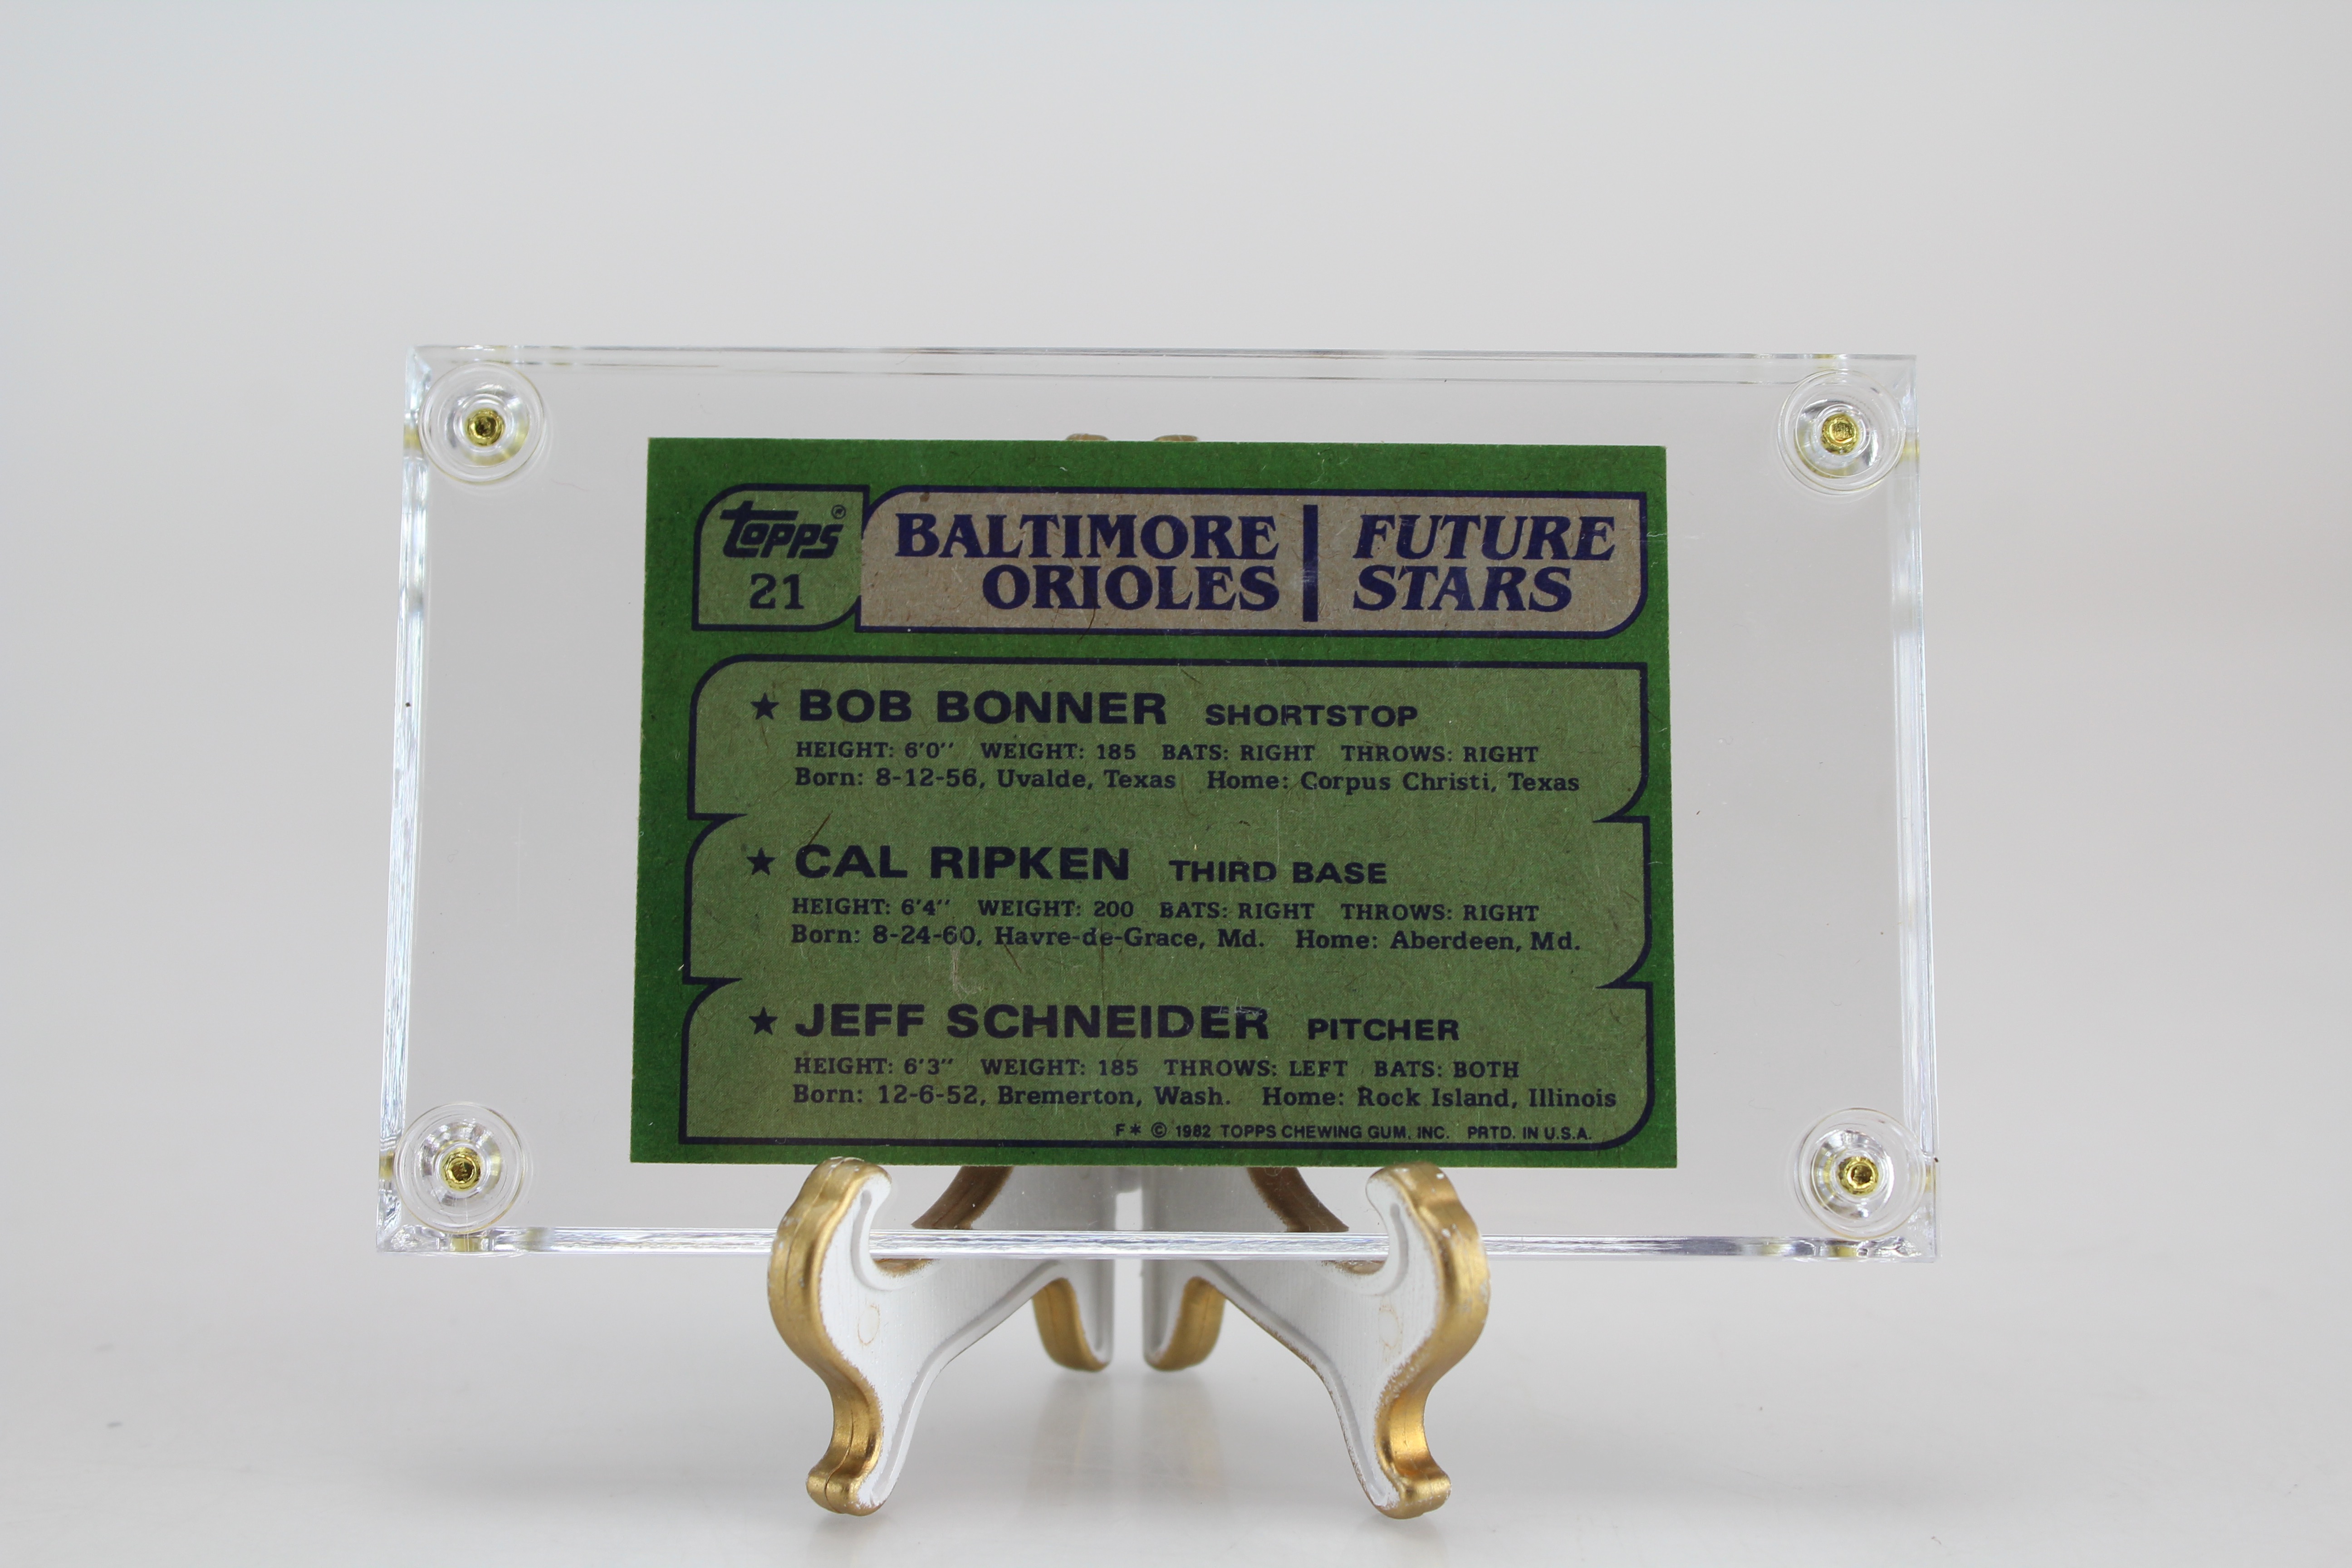 topps®
21
BALTIMORE ORIOLES
FUTURE STARS
★ BOB BONNER SHORTSTOP
HEIGHT: 6'0'' WEIGHT: 185 BATS: RIGHT THROWS: RIGHT
Born: 8-12-56, Uvalde, Texas Home: Corpus Christi, Texas
★ CAL RIPKEN THIRD BASE
HEIGHT: 6'4'' WEIGHT: 200 BATS: RIGHT THROWS: RIGHT
Born: 8-24-60, Havre-de-Grace, Md. Home: Aberdeen, Md.
★ JEFF SCHNEIDER PITCHER
HEIGHT: 6'3'' WEIGHT: 185 THROWS: LEFT BATS: BOTH
Born: 12-6-52, Bremerton, Wash. Home: Rock Island, Illinois
F* © 1982 TOPPS CHEWING GUM, INC. PRTD. IN U.S.A.